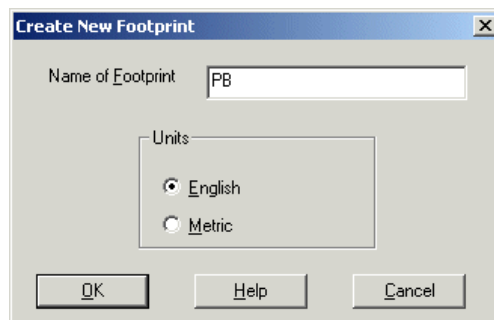 Create New Footprint
Name of Footprint PB
Units
English
Metric
OK Help Cancel